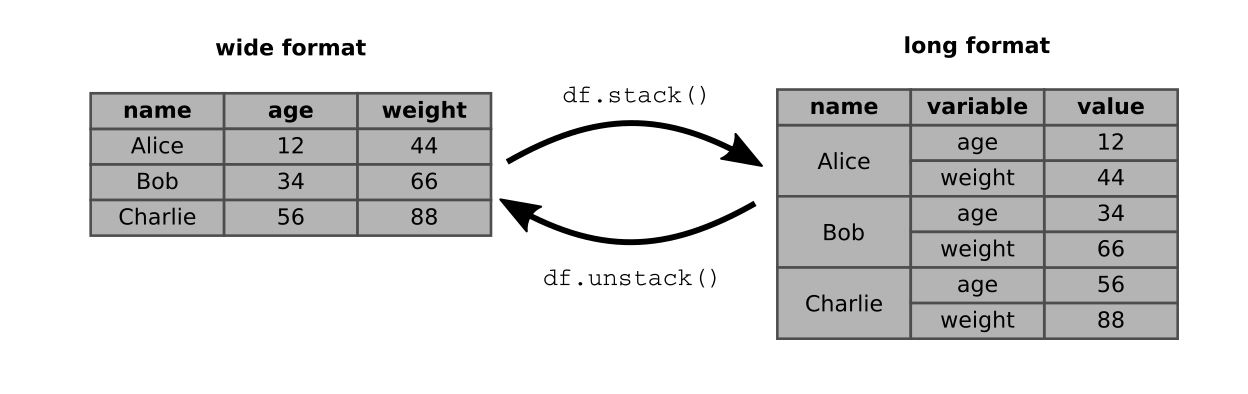 wide format
name age weight
Alice 12 44
Bob 34 66
Charlie 56 88
df.stack()
df.unstack()
long format
name variable value
Alice age 12
weight 44
Bob age 34
weight 66
Charlie age 56
weight 88